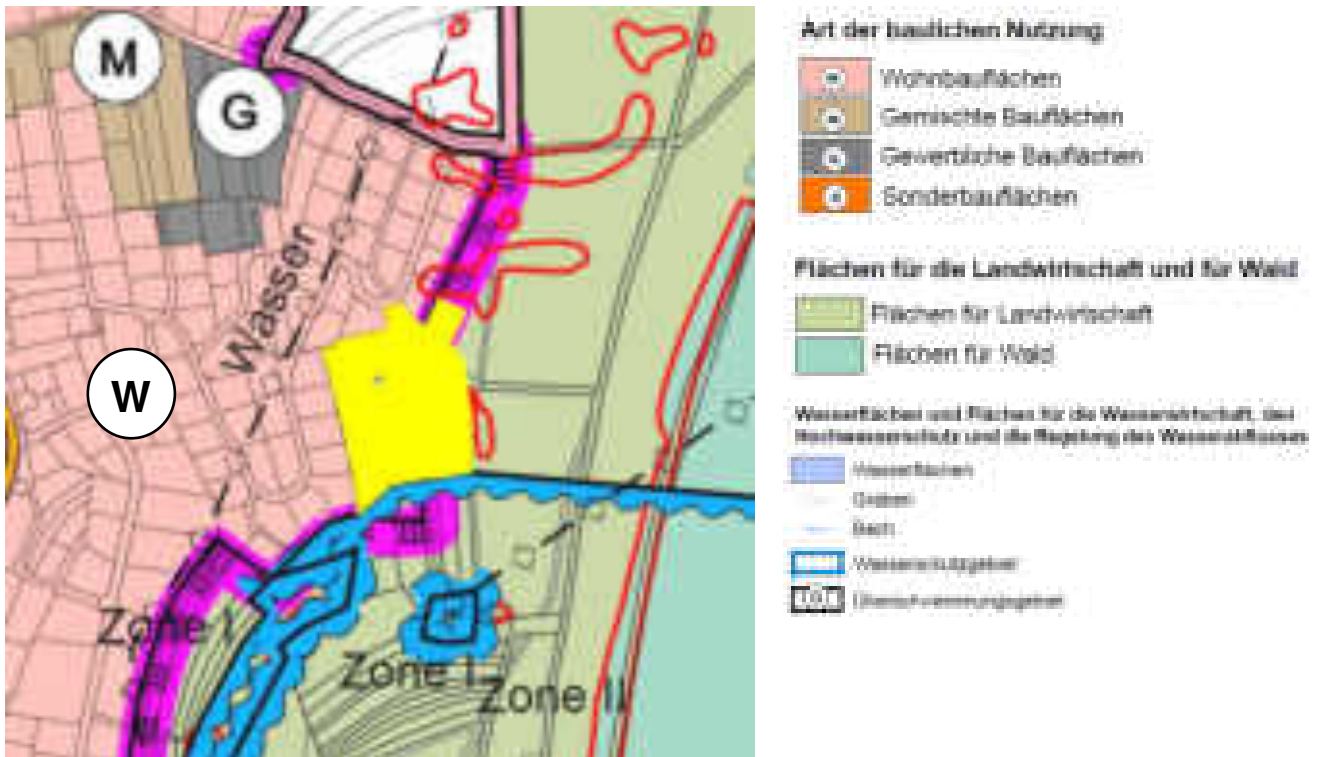 M
G
Wasser
W
Zone I
Zone I
Zone II
Art der baulichen Nutzung
Wohnbauflächen
Gemischte Bauflächen
Gewerbliche Bauflächen
Sonderbauflächen
Flächen für die Landwirtschaft und für Wald
Flächen für Landwirtschaft
Flächen für Wald
Wasserflächen und Flächen für die Wasserwirtschaft, den
Hochwasserschutz und die Regelung des Wasserabflusses
Wasserflächen
Graben
Bach
Wasserschutzgebiet
Überschwemmungsgebiet